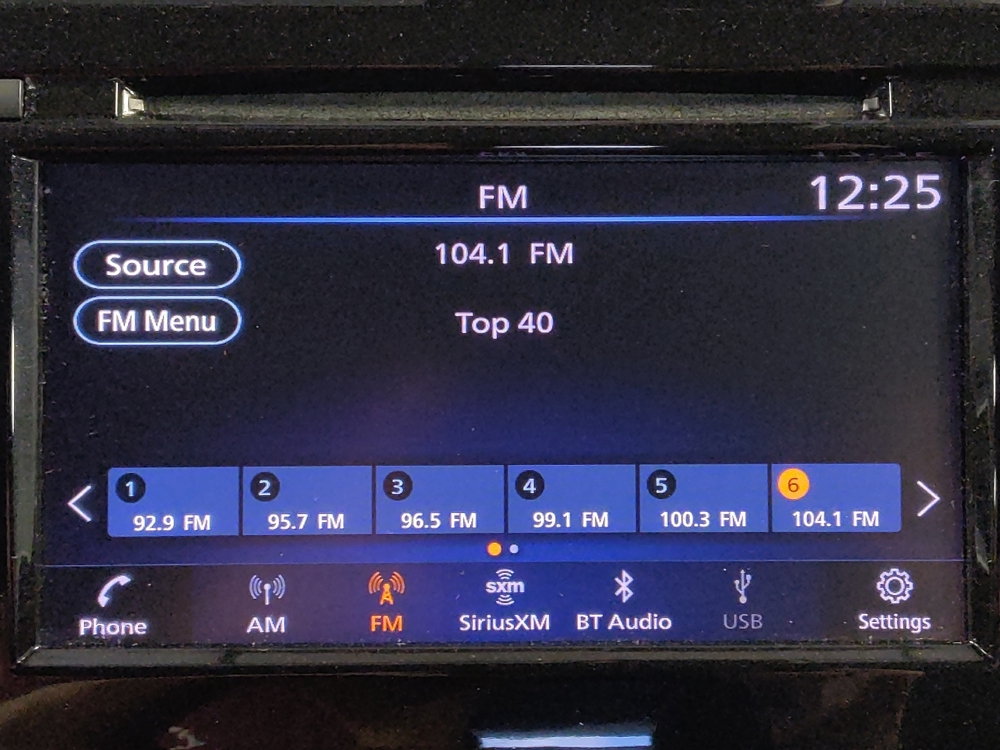 FM
12:25
Source
104.1 FM
FM Menu
Top 40
1 2 3 4 5 6
92.9 FM 95.7 FM 96.5 FM 99.1 FM 100.3 FM 104.1 FM
sxm
Phone AM FM SiriusXM BT Audio USB Settings